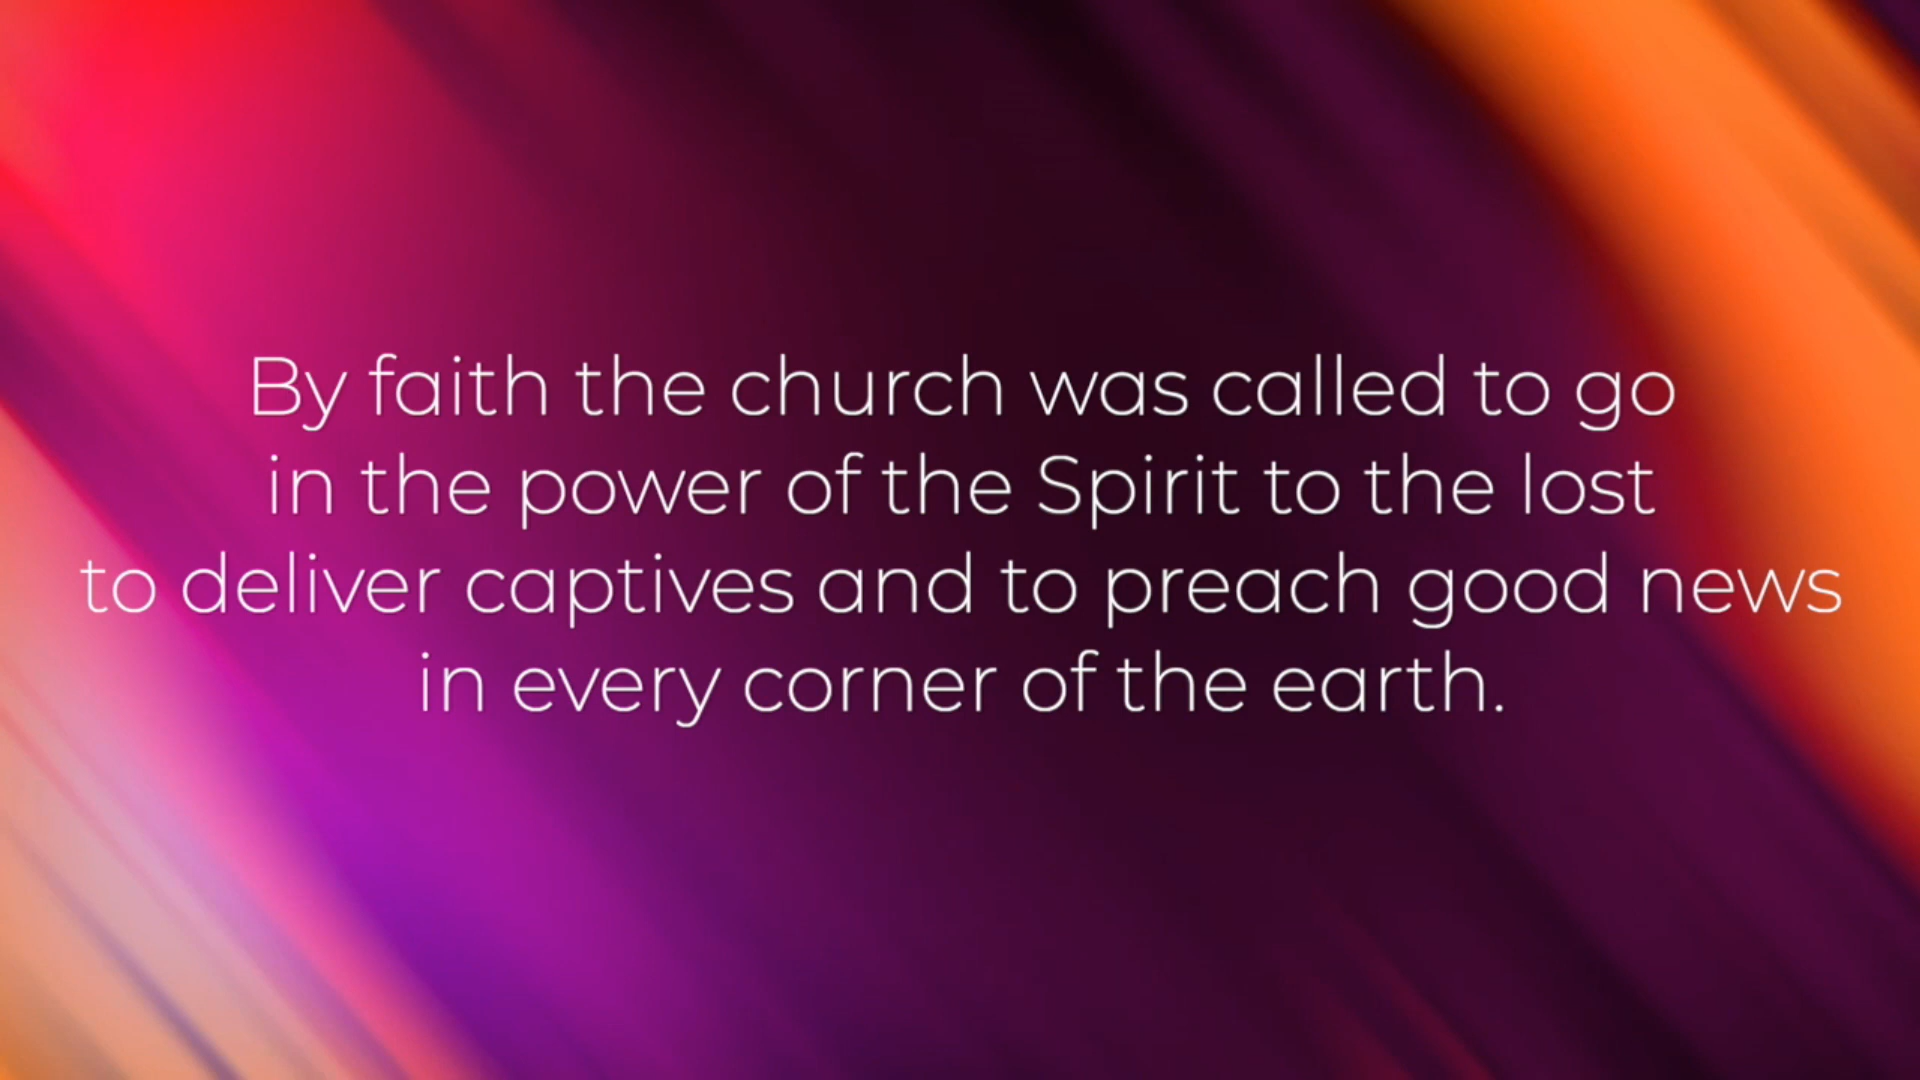 By faith the church was called to go
in the power of the Spirit to the lost
to deliver captives and to preach good news
in every corner of the earth.